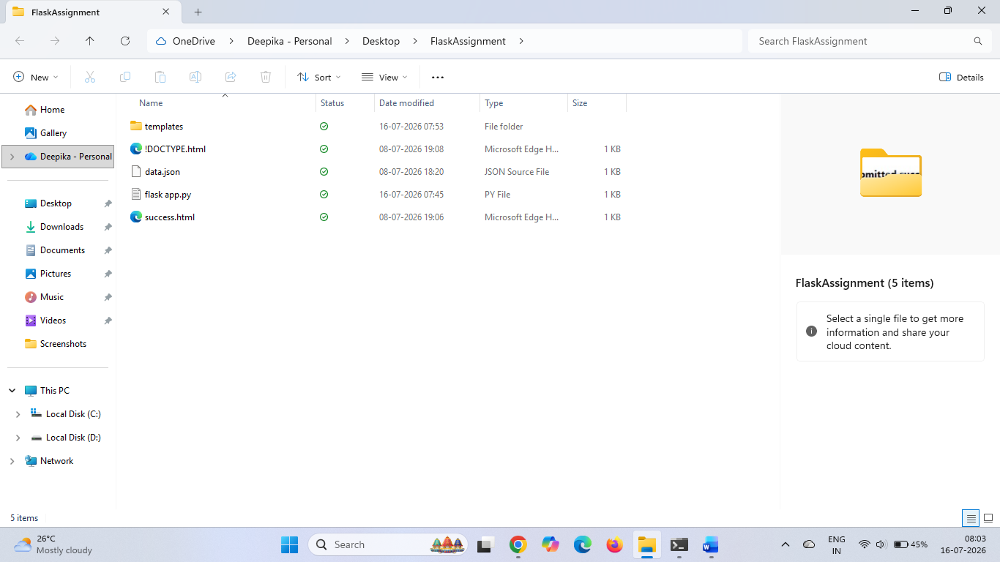 FlaskAssignment
OneDrive > Deepika - Personal > Desktop > FlaskAssignment >
Search FlaskAssignment
New
Sort
View
Details
Name Status Date modified Type Size
templates 16-07-2026 07:53 File folder
!DOCTYPE.html 08-07-2026 19:08 Microsoft Edge H... 1 KB
data.json 08-07-2026 18:20 JSON Source File 1 KB
flask app.py 16-07-2026 07:45 PY File 1 KB
success.html 08-07-2026 19:06 Microsoft Edge H... 1 KB
Home
Gallery
Deepika - Personal
Desktop
Downloads
Documents
Pictures
Music
Videos
Screenshots
This PC
Local Disk (C:)
Local Disk (D:)
Network
FlaskAssignment (5 items)
Select a single file to get more
information and share your
cloud content.
5 items
26°C
Mostly cloudy
Search
ENG
IN
45%
08:03
16-07-2026